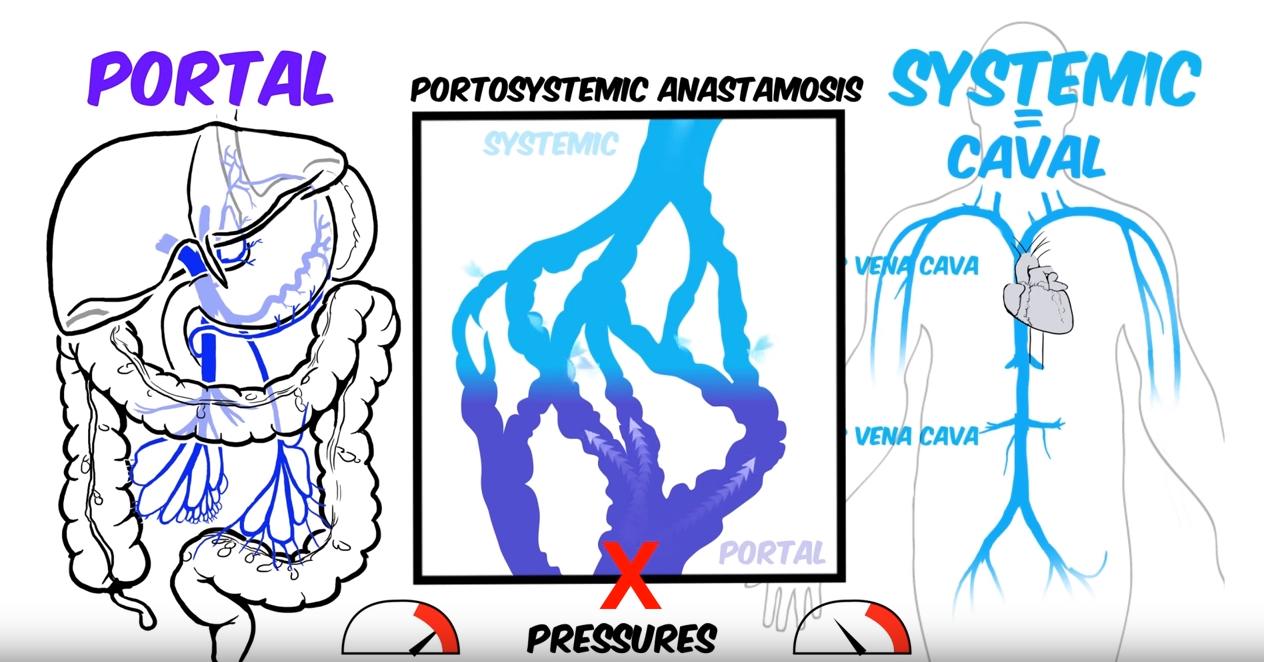 PORTAL
PORTOSYSTEMIC ANASTAMOSIS
SYSTEMIC
=
CAVAL
SYSTEMIC
VENA CAVA
VENA CAVA
PORTAL
X
PRESSURES